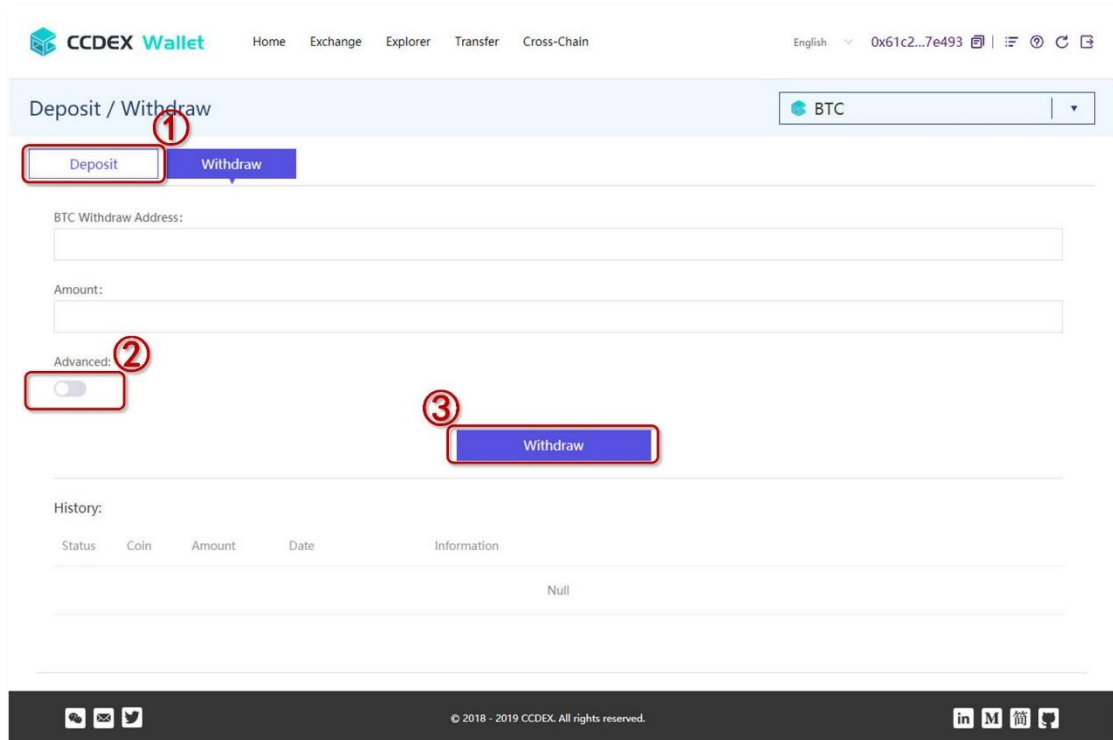 CCDEX Wallet Home Exchange Explorer Transfer Cross-Chain English 0x61c2...7e493
Deposit / Withdraw BTC
①
Deposit Withdraw
BTC Withdraw Address:
Amount:
Advanced: ②
③
Withdraw
History:
Status Coin Amount Date Information
Null
© 2018 - 2019 CCDEX. All rights reserved. in M 简